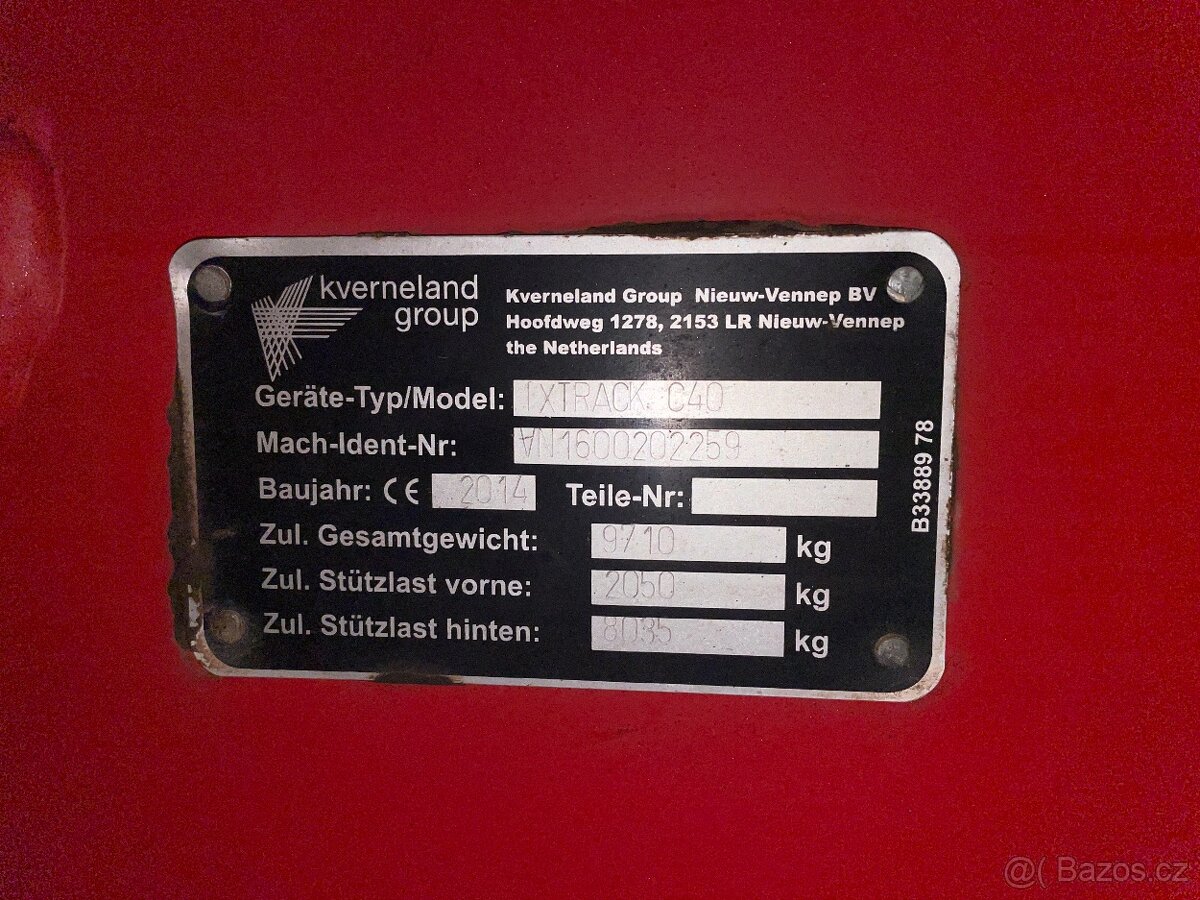 kverneland
group
Kverneland Group Nieuw-Vennep BV
Hoofdweg 1278, 2153 LR Nieuw-Vennep
the Netherlands
Geräte-Typ/Model: IXTRACK C40
Mach-Ident-Nr: VN1600202259
Baujahr: CE 2014 Teile-Nr:
Zul. Gesamtgewicht: 9710 kg
Zul. Stützlast vorne: 2050 kg
Zul. Stützlast hinten: 8035 kg
B33889 78
@( Bazos.cz